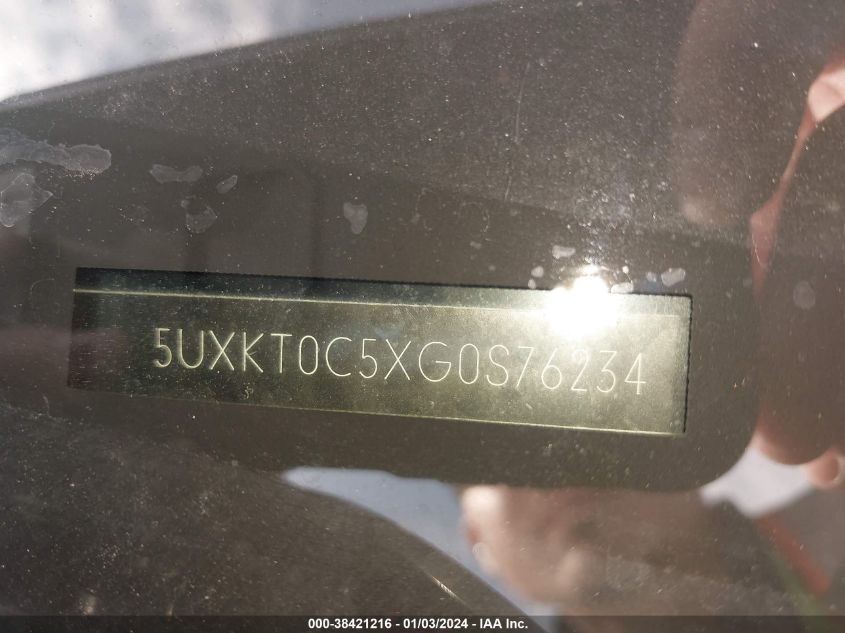 5UXKT0C5XG0S76234
000-38421216 - 01/03/2024 - IAA Inc.